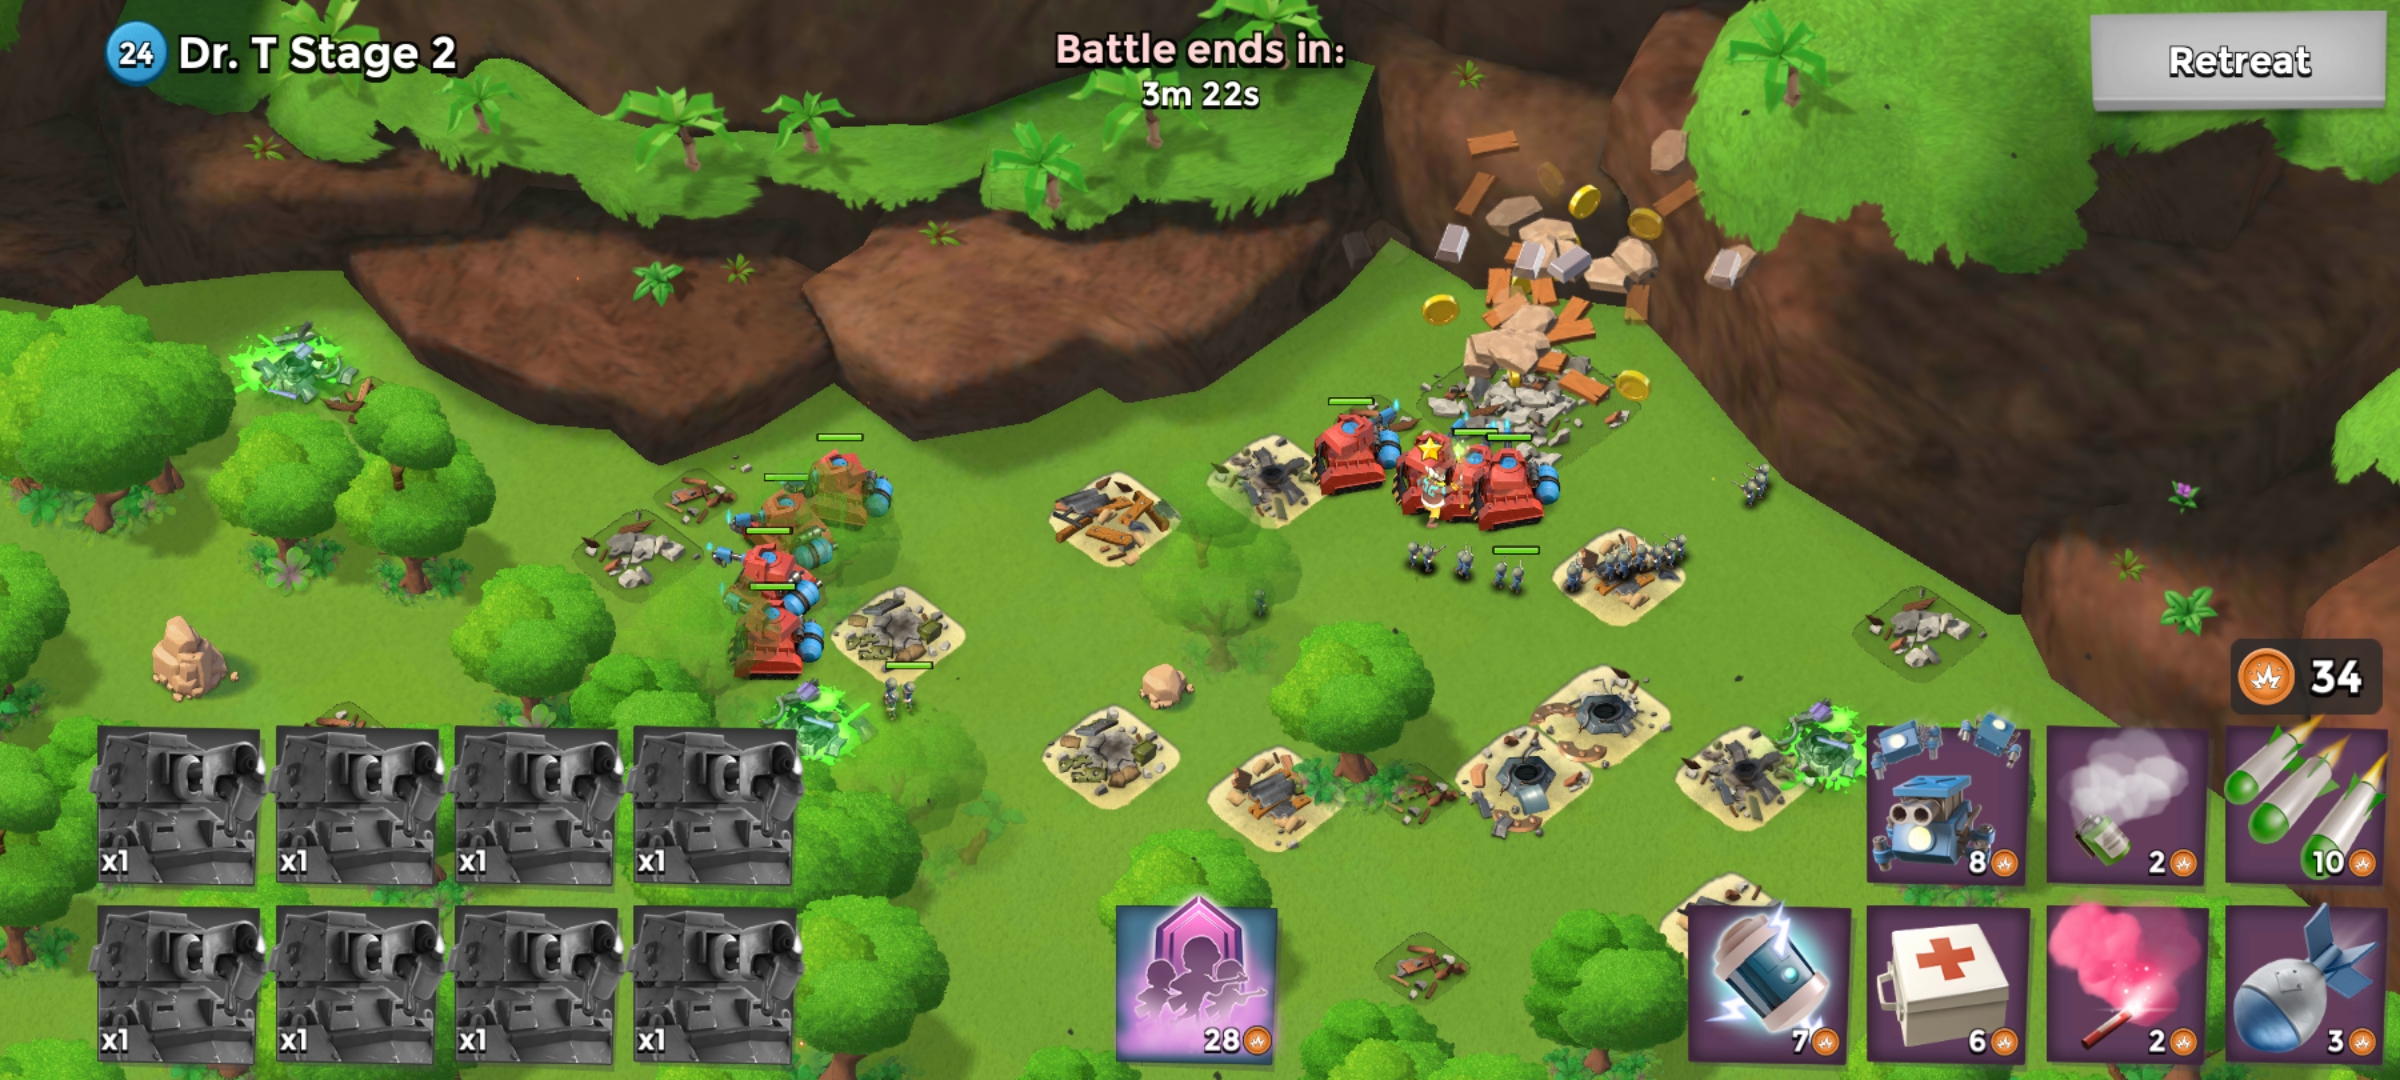 24 Dr. T Stage 2
Battle ends in:
3m 22s
Retreat
34
x1 x1 x1 x1
8 2 10
x1 x1 x1 x1
28
7 6 2 3